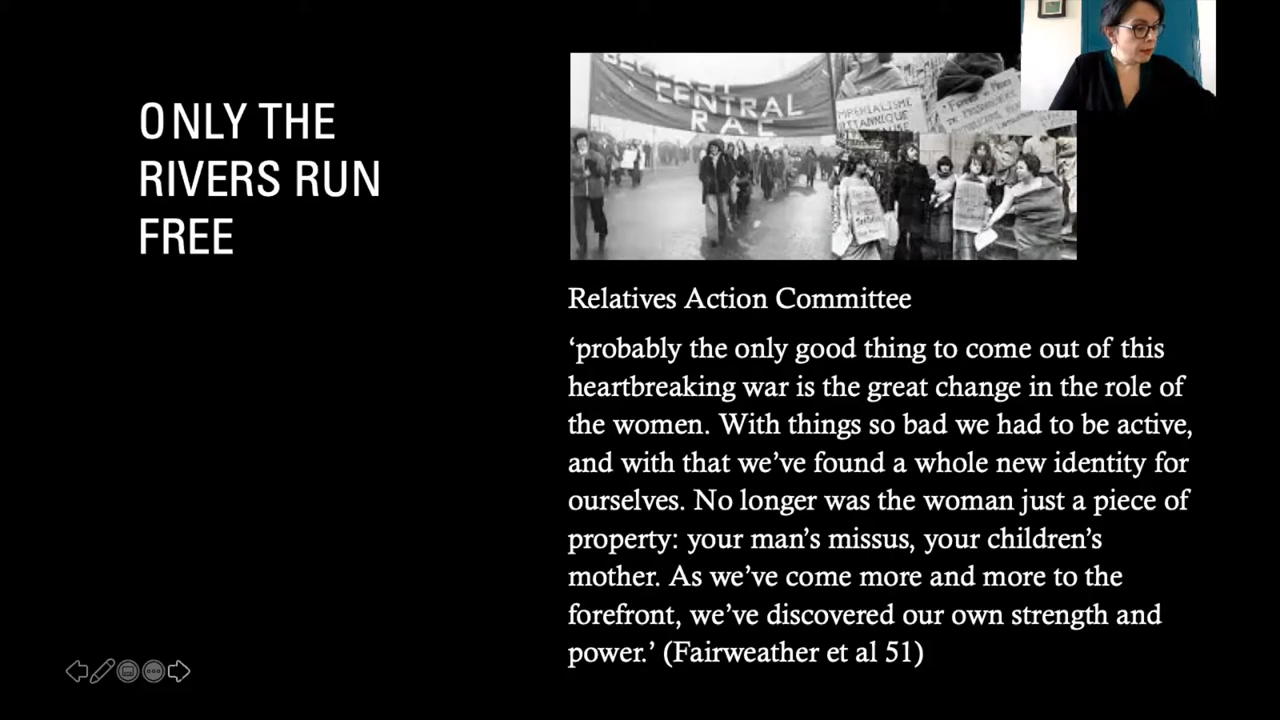 ONLY THE
RIVERS RUN
FREE
CENTRAL
RAC
Relatives Action Committee
‘probably the only good thing to come out of this
heartbreaking war is the great change in the role of
the women. With things so bad we had to be active,
and with that we’ve found a whole new identity for
ourselves. No longer was the woman just a piece of
property: your man’s missus, your children’s
mother. As we’ve come more and more to the
forefront, we’ve discovered our own strength and
power.’ (Fairweather et al 51)